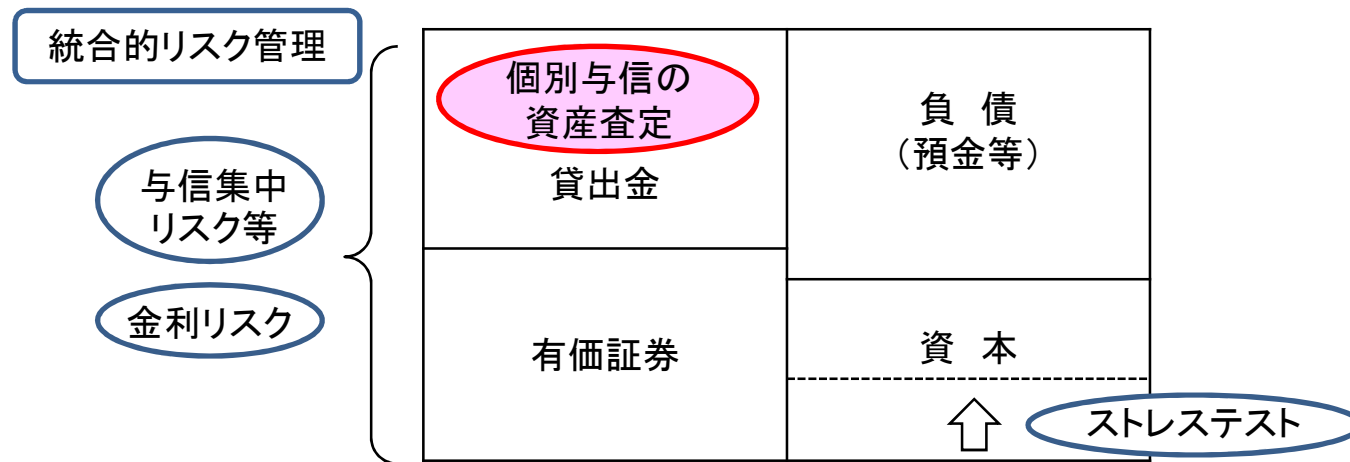 統合的リスク管理
個別与信の
資産査定
貸出金
負 債
(預金等)
与信集中
リスク等
金利リスク
有価証券
資 本
ストレステスト